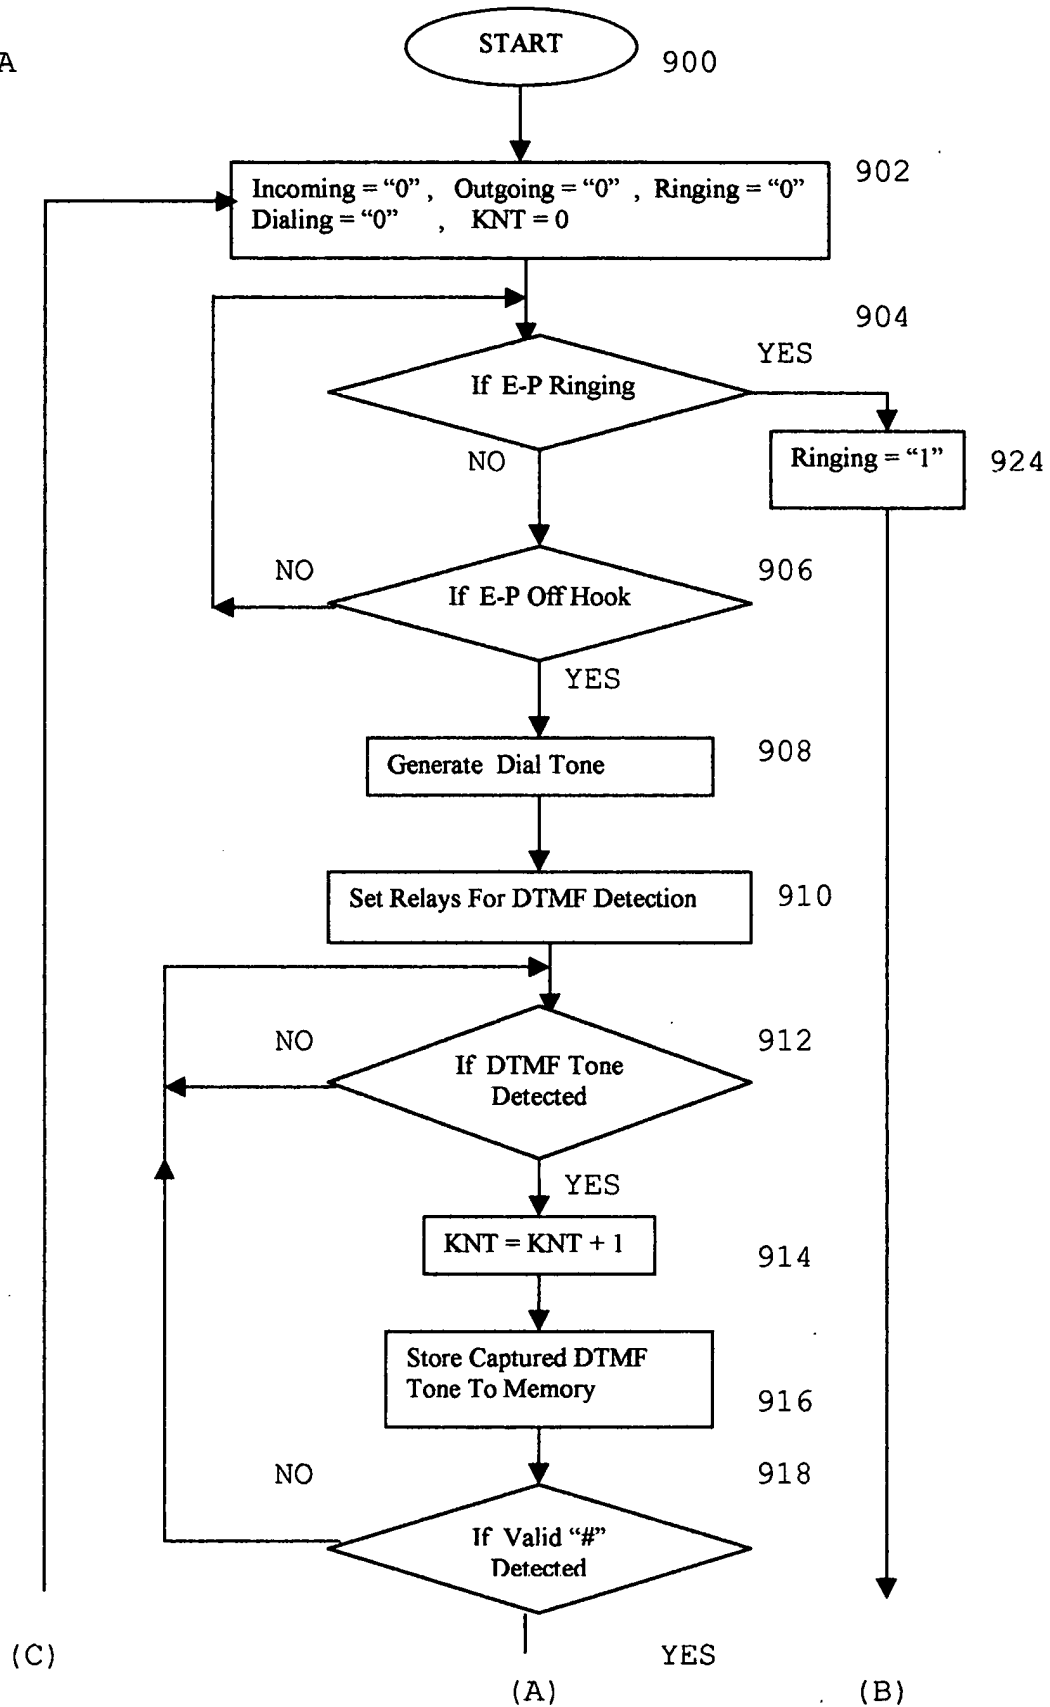 START
A
900
902
Incoming = “0” , Outgoing = “0” , Ringing = “0”
Dialing = “0” , KNT = 0
904
YES
If E-P Ringing
NO
Ringing = “1”
924
NO
906
If E-P Off Hook
YES
908
Generate Dial Tone
Set Relays For DTMF Detection
910
NO
912
If DTMF Tone
Detected
YES
KNT = KNT + 1
914
Store Captured DTMF
Tone To Memory
916
NO
918
If Valid “#”
Detected
(C)
YES
(A)
(B)